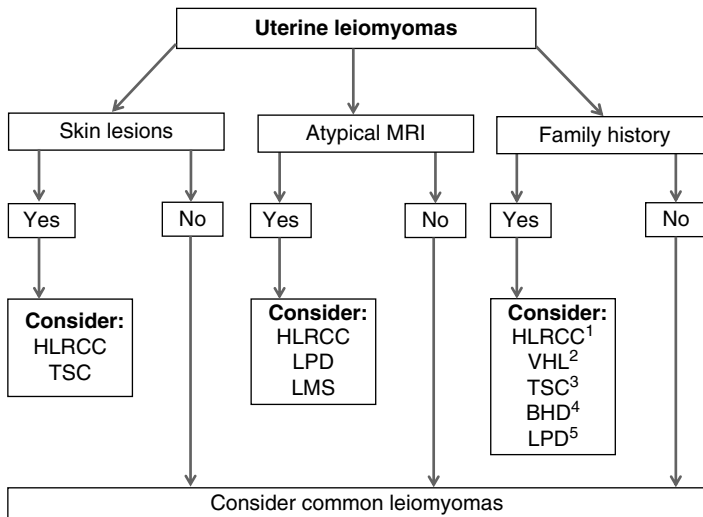 Uterine leiomyomas
Skin lesions
Atypical MRI
Family history
Yes
No
Yes
No
Yes
No
Consider:
HLRCC
TSC
Consider:
HLRCC
LPD
LMS
Consider:
HLRCC¹
VHL²
TSC³
BHD⁴
LPD⁵
Consider common leiomyomas